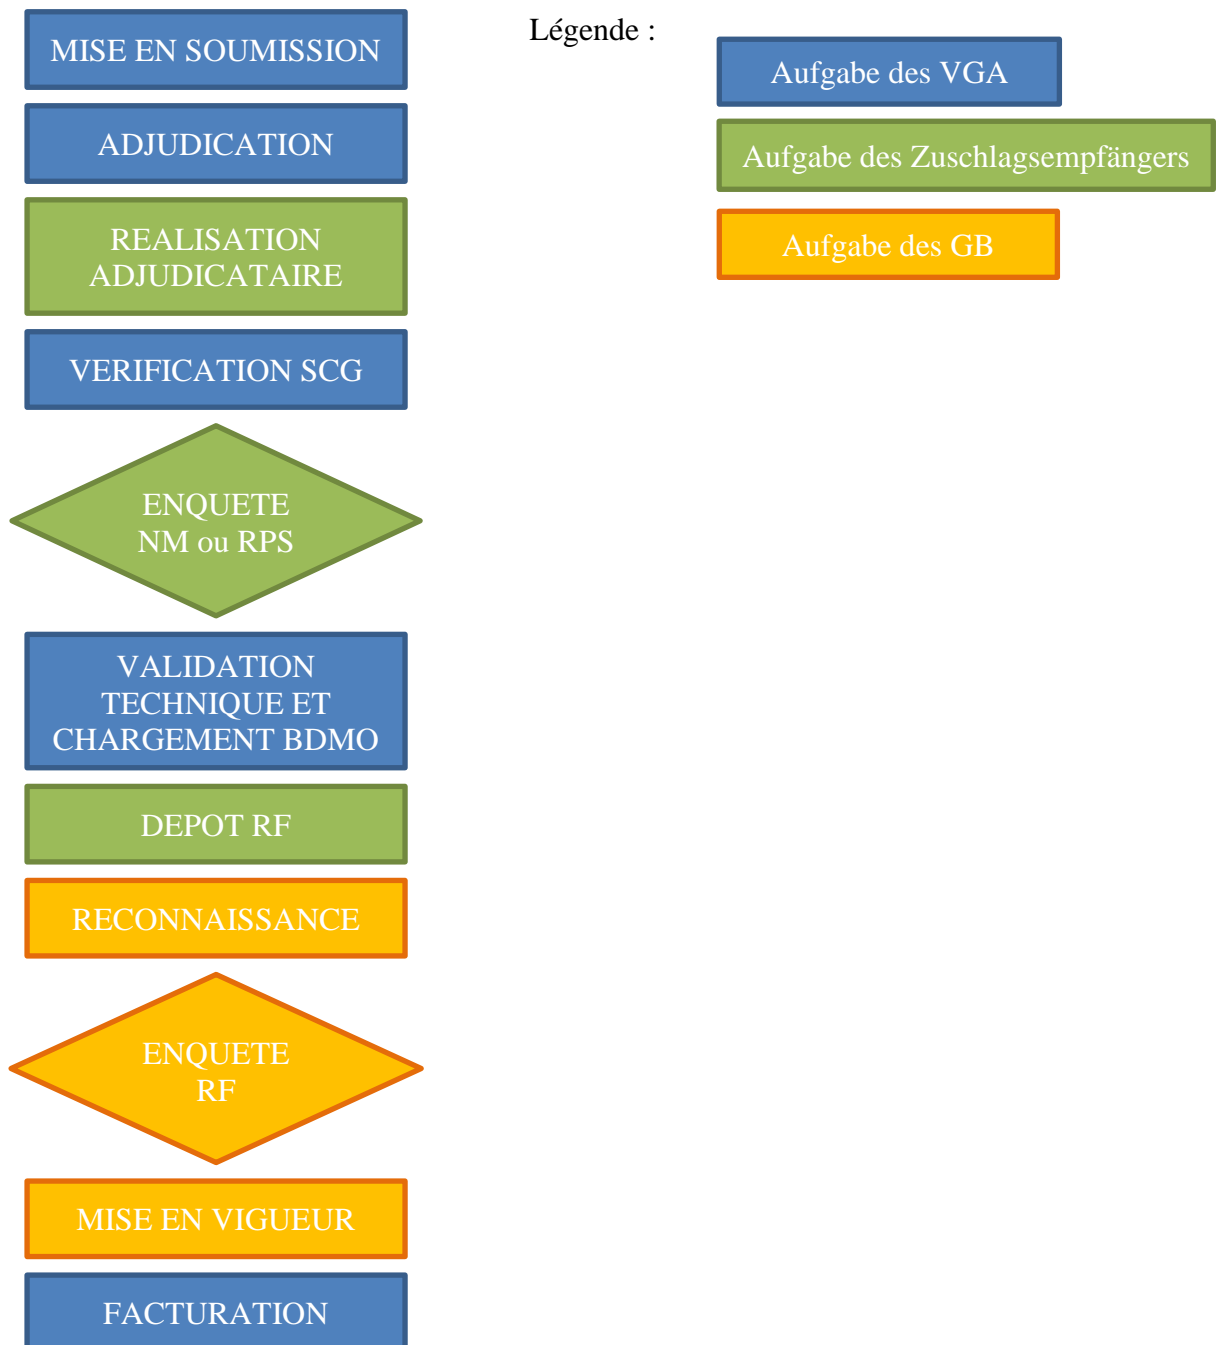 MISE EN SOUMISSION
ADJUDICATION
REALISATION
ADJUDICATAIRE
VERIFICATION SCG
ENQUETE
NM ou RPS
VALIDATION
TECHNIQUE ET
CHARGEMENT BDMO
DEPOT RF
RECONNAISSANCE
ENQUETE
RF
MISE EN VIGUEUR
FACTURATION
Légende :
Aufgabe des VGA
Aufgabe des Zuschlagsempfängers
Aufgabe des GB